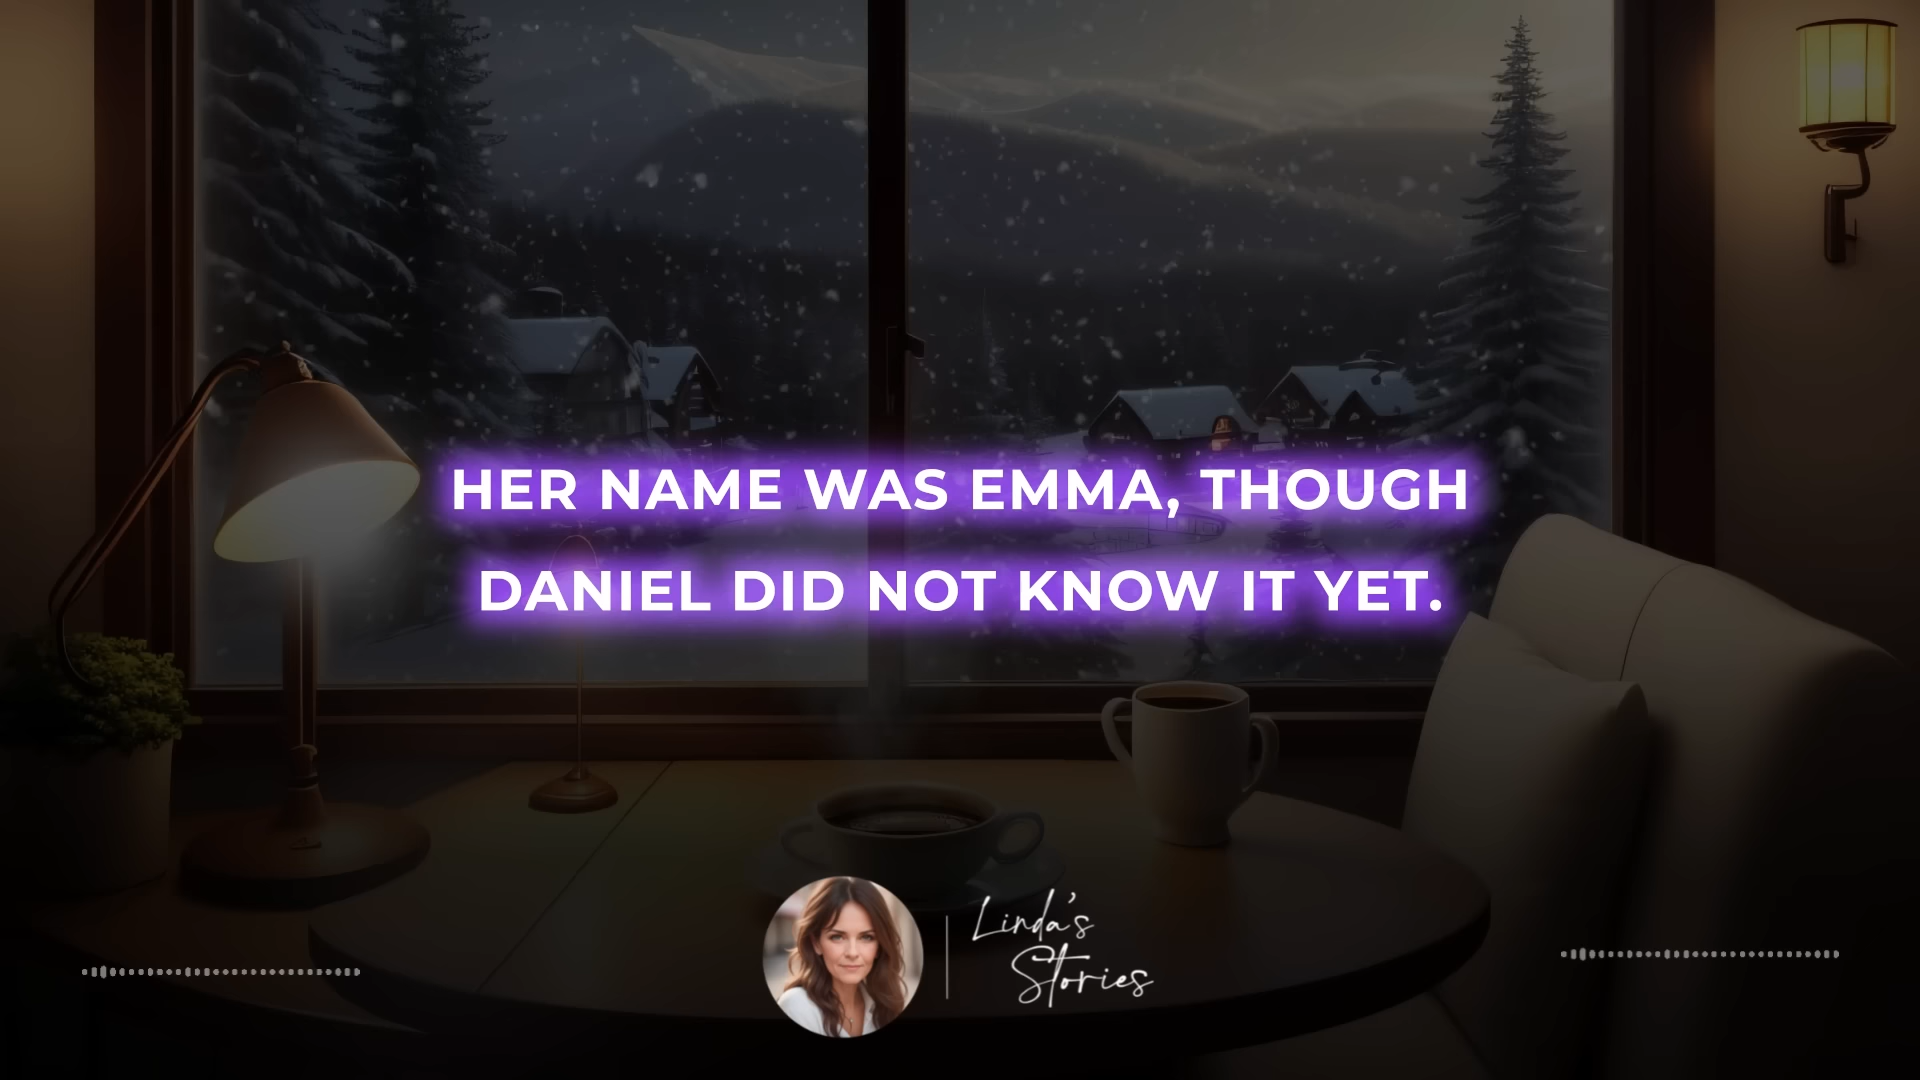 HER NAME WAS EMMA, THOUGH
DANIEL DID NOT KNOW IT YET.
Linda's
Stories